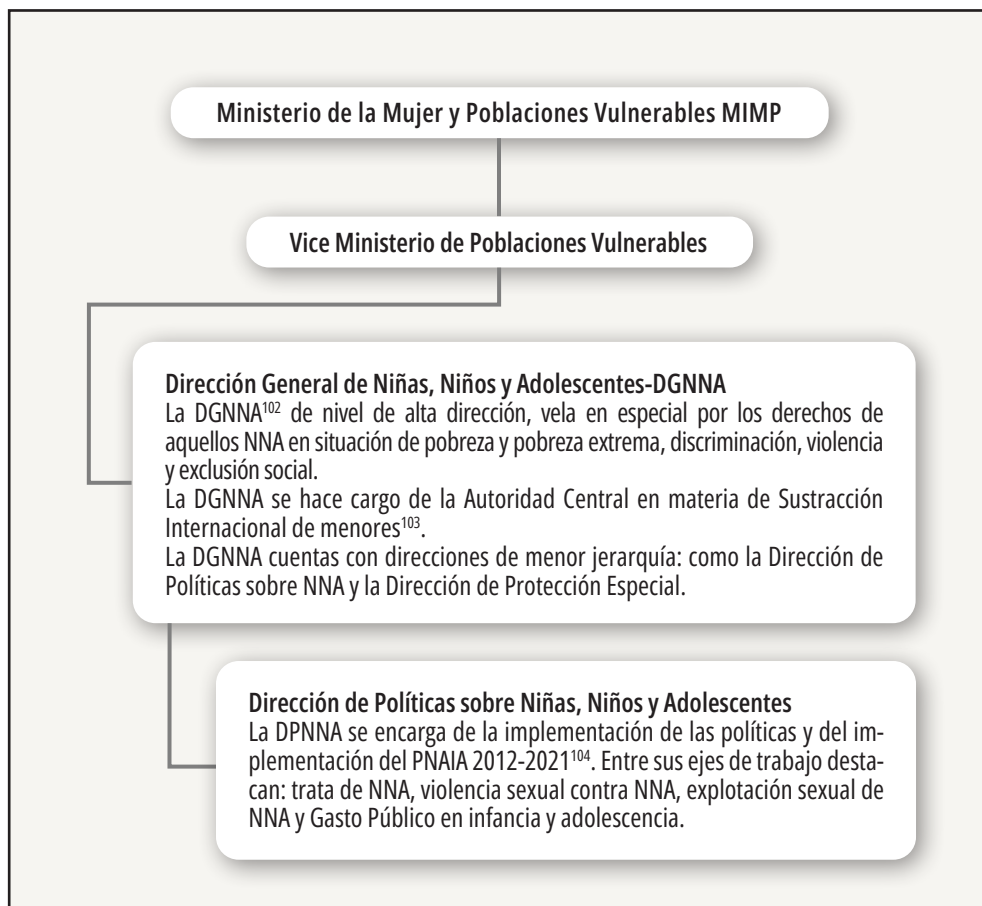 Ministerio de la Mujer y Poblaciones Vulnerables MIMP
Vice Ministerio de Poblaciones Vulnerables
Dirección General de Niñas, Niños y Adolescentes-DGNNA
La DGNNA102 de nivel de alta dirección, vela en especial por los derechos de
aquellos NNA en situación de pobreza y pobreza extrema, discriminación, violencia
y exclusión social.
La DGNNA se hace cargo de la Autoridad Central en materia de Sustracción
Internacional de menores103.
La DGNNA cuentas con direcciones de menor jerarquía: como la Dirección de
Políticas sobre NNA y la Dirección de Protección Especial.
Dirección de Políticas sobre Niñas, Niños y Adolescentes
La DPNNA se encarga de la implementación de las políticas y del im-
plementación del PNAIA 2012-2021104. Entre sus ejes de trabajo desta-
can: trata de NNA, violencia sexual contra NNA, explotación sexual de
NNA y Gasto Público en infancia y adolescencia.